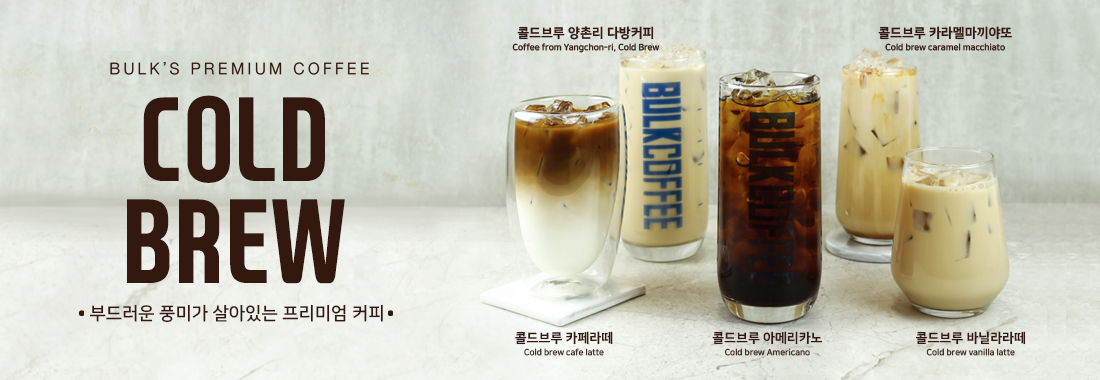 BULK'S PREMIUM COFFEE
COLD
BREW
• 부드러운 풍미가 살아있는 프리미엄 커피 •
콜드브루 양촌리 다방커피
Coffee from Yangchon-ri, Cold Brew
콜드브루 카라멜마끼야또
Cold brew caramel macchiato
BULKCOFFEE
BULKCOFFEE
콜드브루 카페라떼
Cold brew cafe latte
콜드브루 아메리카노
Cold brew Americano
콜드브루 바닐라라떼
Cold brew vanilla latte